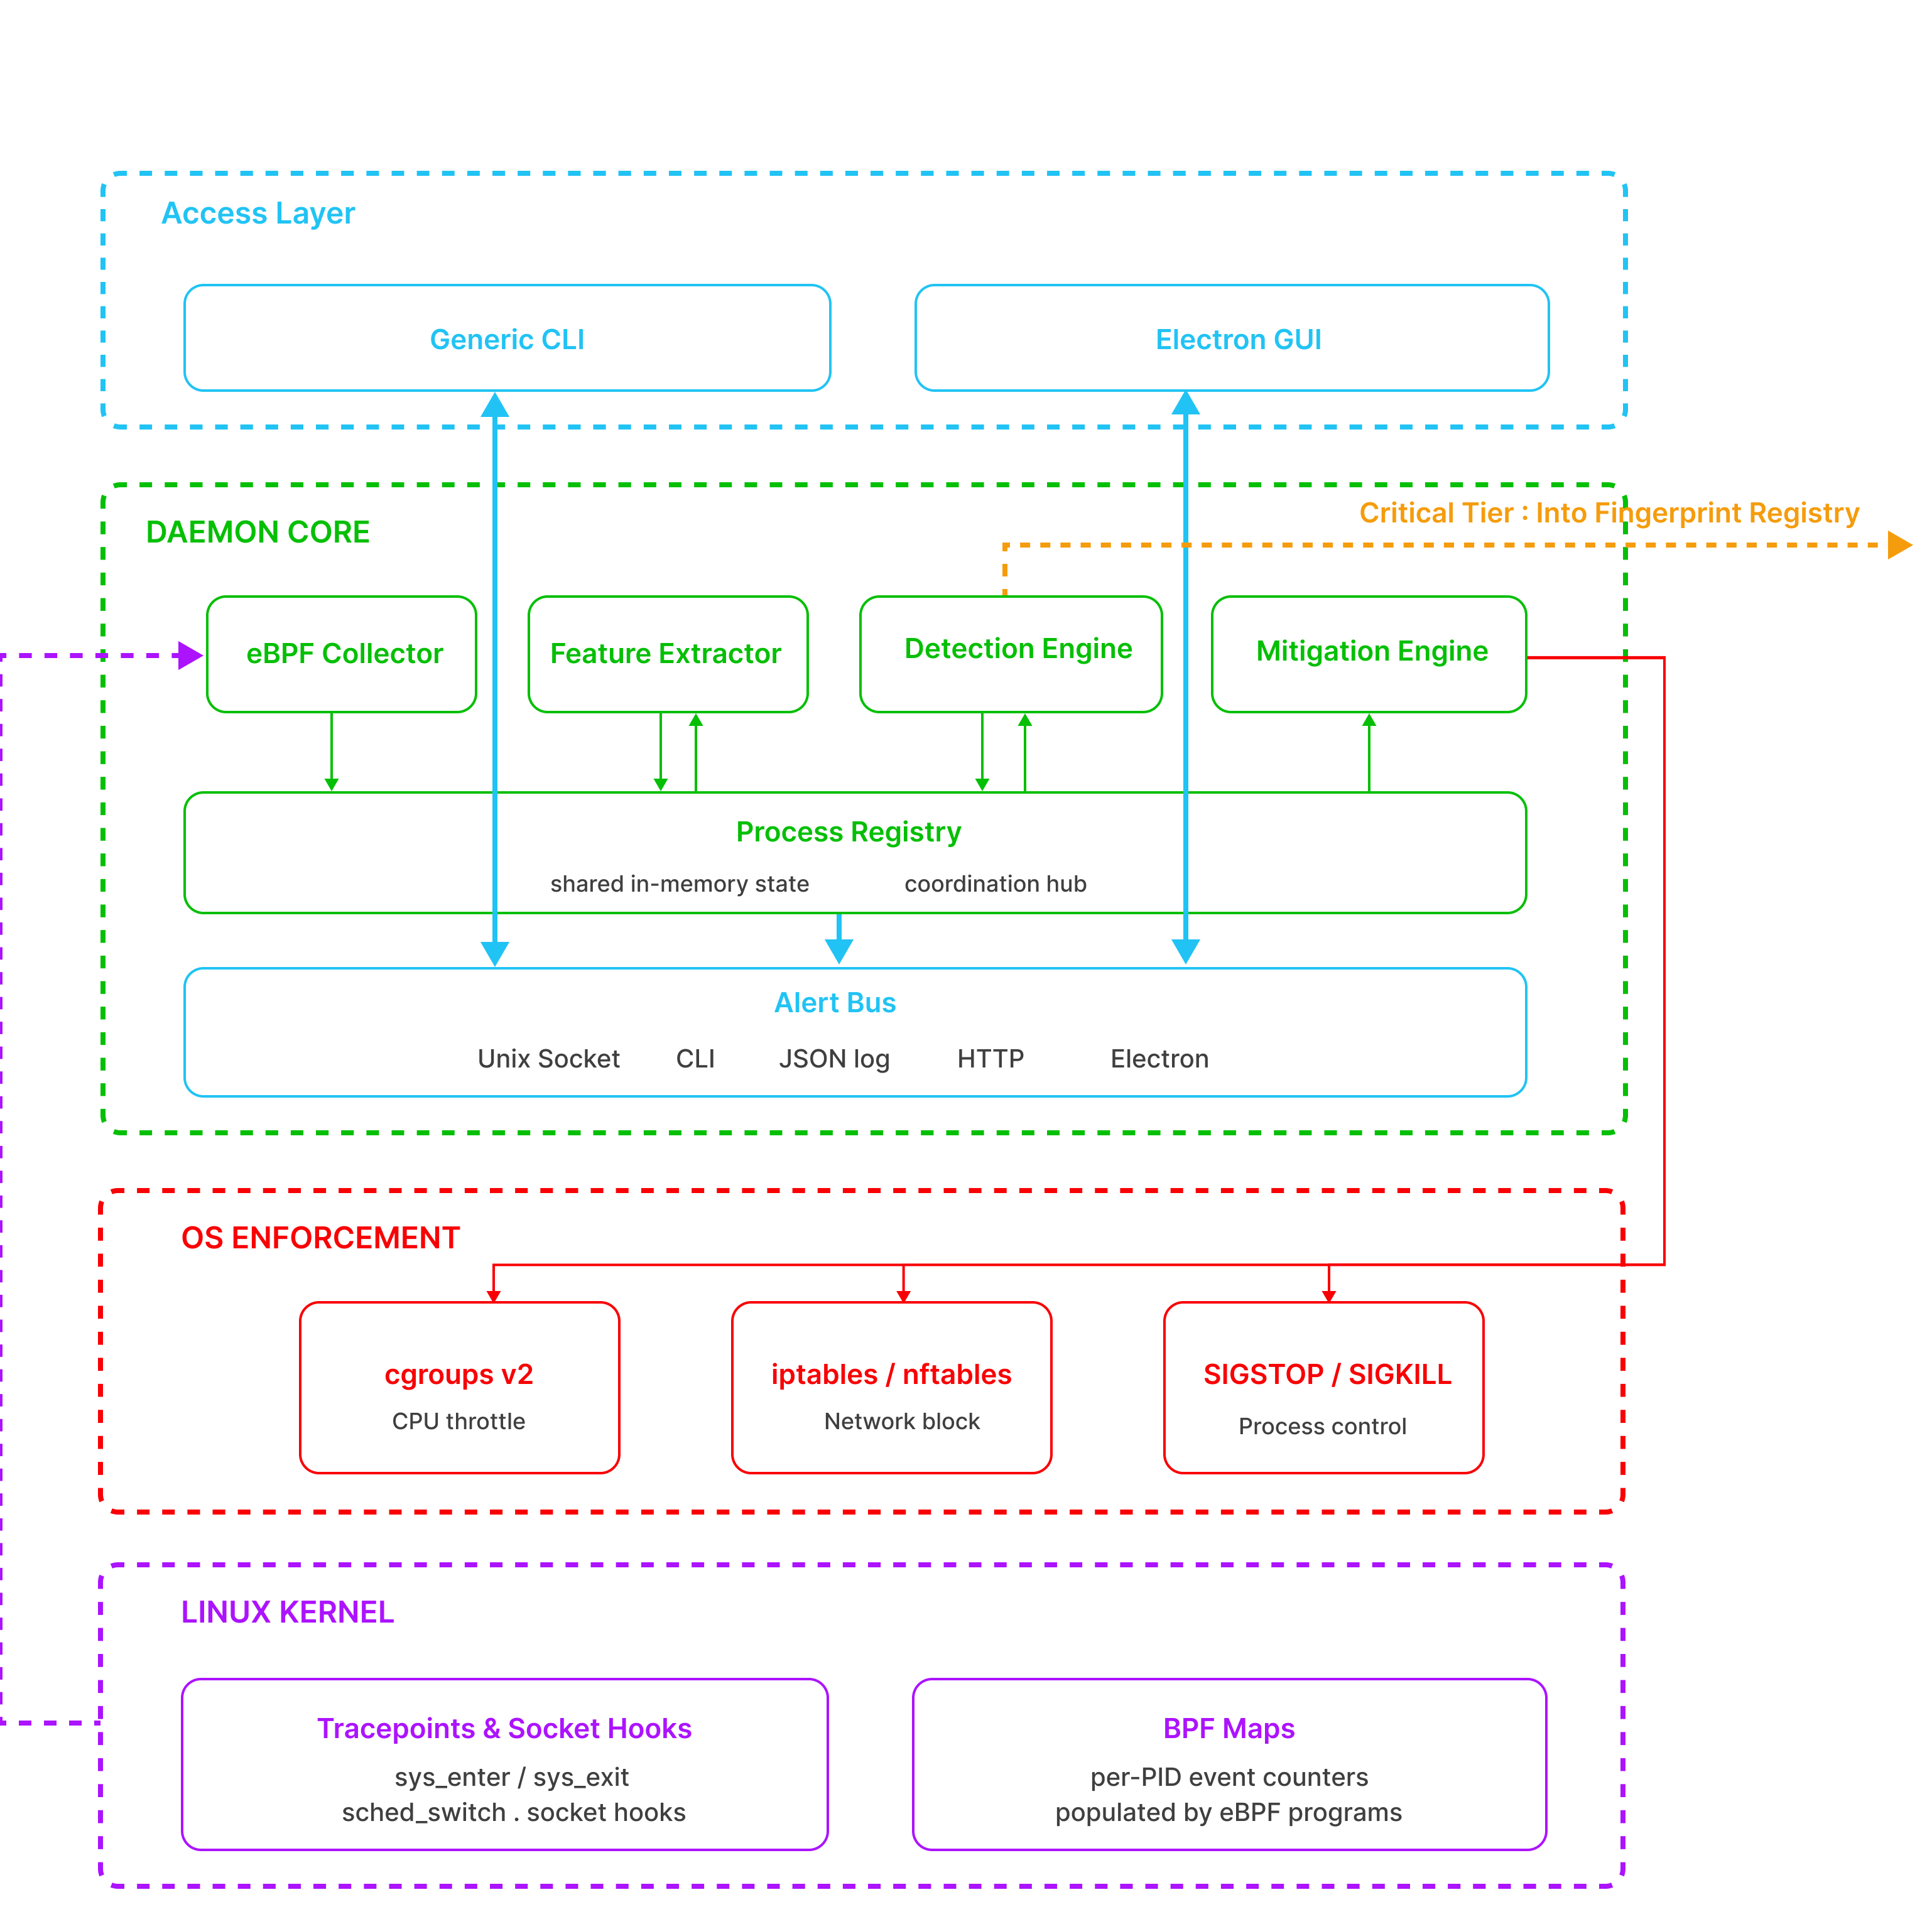 Access Layer
Generic CLI
Electron GUI
DAEMON CORE
Critical Tier : Into Fingerprint Registry
eBPF Collector
Feature Extractor
Detection Engine
Mitigation Engine
Process Registry
shared in-memory state
coordination hub
Alert Bus
Unix Socket
CLI
JSON log
HTTP
Electron
OS ENFORCEMENT
cgroups v2
CPU throttle
iptables / nftables
Network block
SIGSTOP / SIGKILL
Process control
LINUX KERNEL
Tracepoints & Socket Hooks
sys_enter / sys_exit
sched_switch . socket hooks
BPF Maps
per-PID event counters
populated by eBPF programs